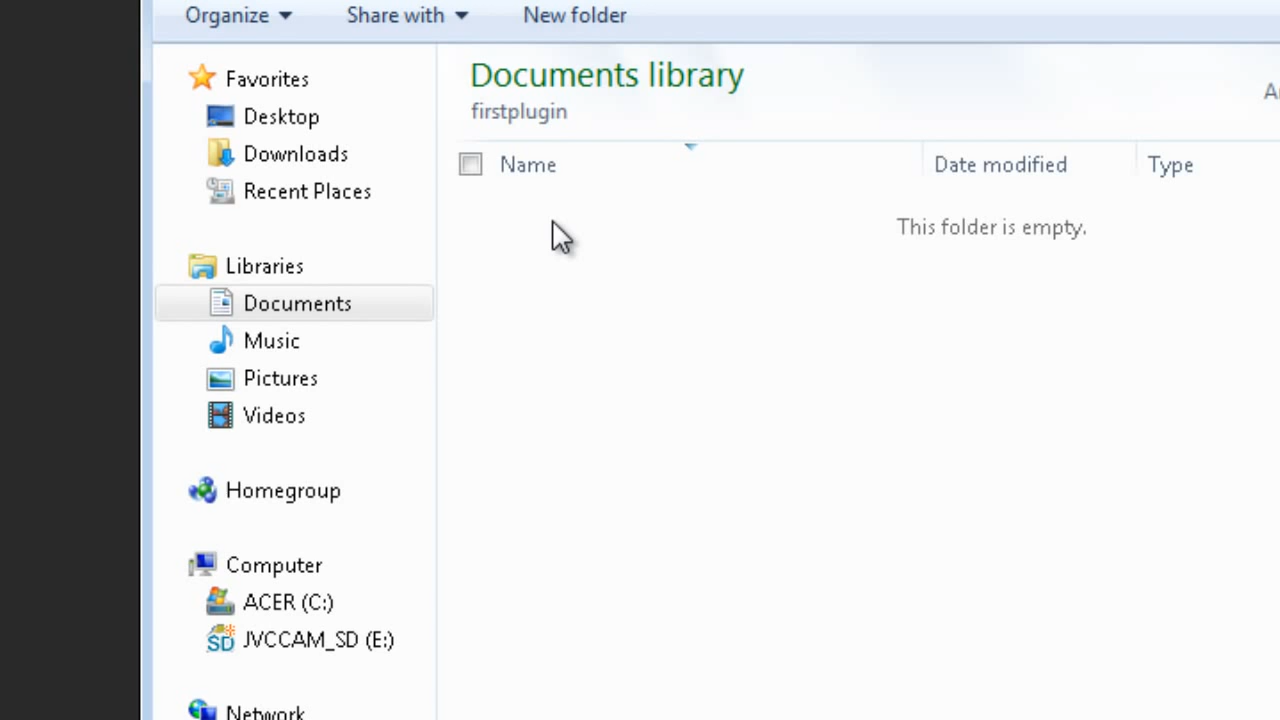 Organize Share with New folder
Favorites
Desktop
Downloads
Recent Places
Libraries
Documents
Music
Pictures
Videos
Homegroup
Computer
ACER (C:)
JVCCAM_SD (E:)
Network
Documents library
firstplugin
Name Date modified Type
This folder is empty.